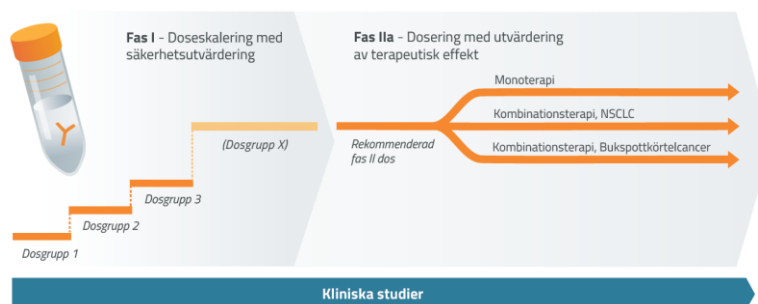 Fas I - Doseskalering med
säkerhetsutvärdering
Fas IIa - Dosering med utvärdering
av terapeutisk effekt
Monoterapi
Kombinationsterapi, NSCLC
Kombinationsterapi, Bukspottkörtelcancer
(Dosgrupp X)
Rekommenderad
fas II dos
Dosgrupp 3
Dosgrupp 2
Dosgrupp 1
Kliniska studier